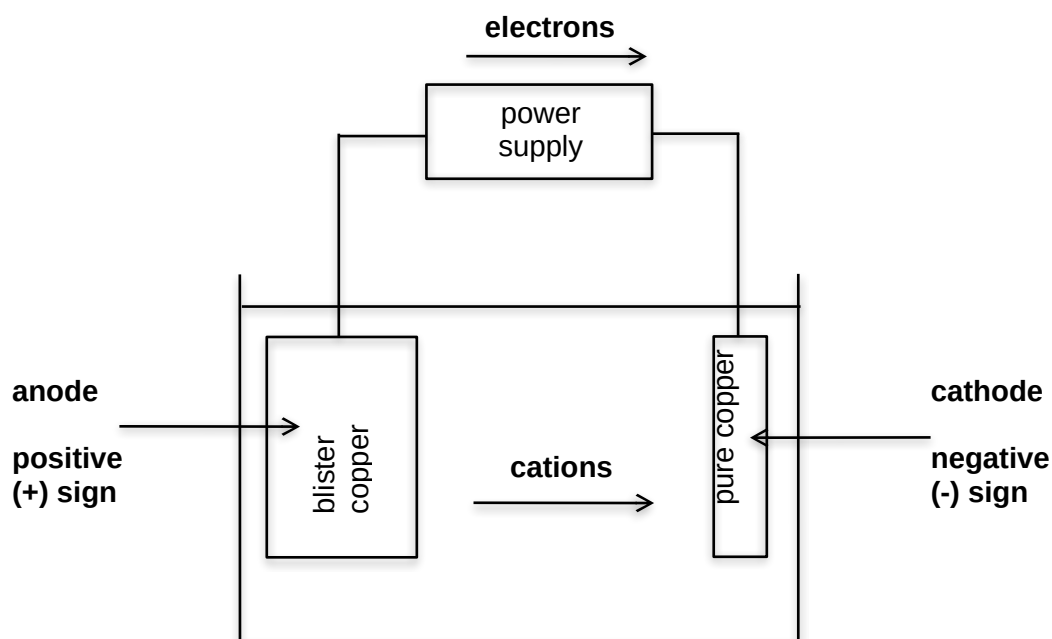 electrons
power
supply
anode
positive
(+) sign
blister
copper
cations
pure copper
cathode
negative
(-) sign